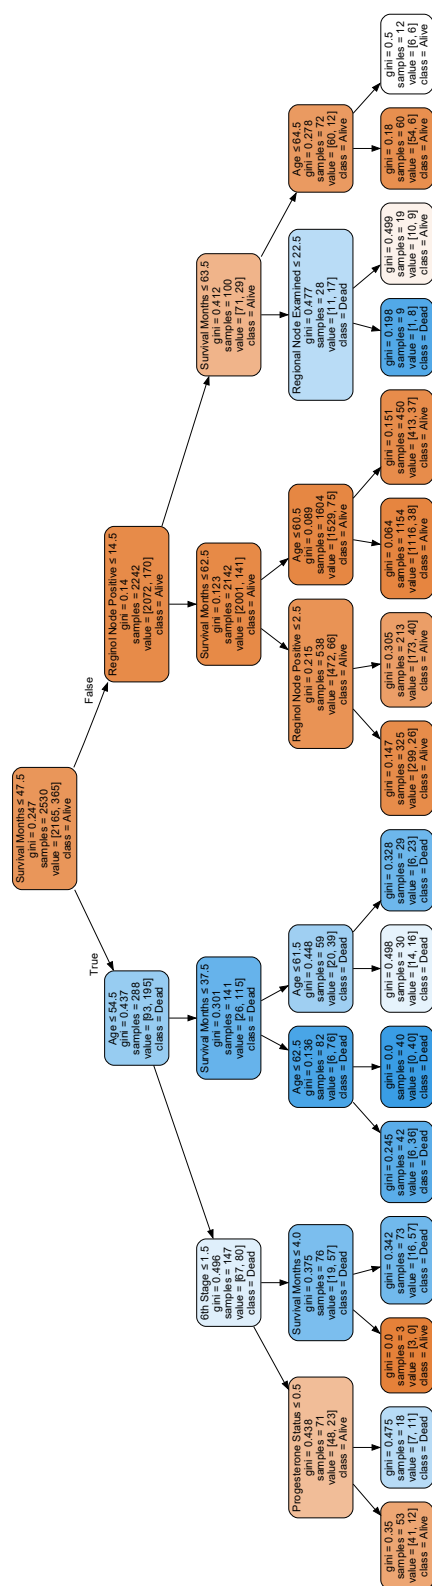 Survival Months ≤ 47.5
gini = 0.247
samples = 2530
value = [2165, 365]
class = Alive
True
False
Age ≤ 54.5
gini = 0.437
samples = 288
value = [93, 195]
class = Dead
Reginol Node Positive ≤ 14.5
gini = 0.14
samples = 2242
value = [2072, 170]
class = Alive
6th Stage ≤ 1.5
gini = 0.496
samples = 147
value = [67, 80]
class = Dead
Survival Months ≤ 37.5
gini = 0.301
samples = 141
value = [26, 115]
class = Dead
Survival Months ≤ 62.5
gini = 0.123
samples = 2142
value = [2001, 141]
class = Alive
Survival Months ≤ 63.5
gini = 0.412
samples = 100
value = [71, 29]
class = Alive
Progesterone Status ≤ 0.5
gini = 0.438
samples = 71
value = [48, 23]
class = Alive
Survival Months ≤ 4.0
gini = 0.375
samples = 76
value = [19, 57]
class = Dead
Age ≤ 62.5
gini = 0.136
samples = 82
value = [6, 76]
class = Dead
Age ≤ 61.5
gini = 0.448
samples = 59
value = [20, 39]
class = Dead
Reginol Node Positive ≤ 2.5
gini = 0.215
samples = 538
value = [472, 66]
class = Alive
Age ≤ 60.5
gini = 0.089
samples = 1604
value = [1529, 75]
class = Alive
Regional Node Examined ≤ 22.5
gini = 0.477
samples = 28
value = [11, 17]
class = Dead
Age ≤ 64.5
gini = 0.278
samples = 72
value = [60, 12]
class = Alive
gini = 0.35
samples = 53
value = [41, 12]
class = Alive
gini = 0.475
samples = 18
value = [7, 11]
class = Dead
gini = 0.0
samples = 3
value = [3, 0]
class = Alive
gini = 0.342
samples = 73
value = [16, 57]
class = Dead
gini = 0.245
samples = 42
value = [6, 36]
class = Dead
gini = 0.0
samples = 40
value = [0, 40]
class = Dead
gini = 0.498
samples = 30
value = [14, 16]
class = Dead
gini = 0.328
samples = 29
value = [6, 23]
class = Dead
gini = 0.147
samples = 325
value = [299, 26]
class = Alive
gini = 0.305
samples = 213
value = [173, 40]
class = Alive
gini = 0.064
samples = 1154
value = [1116, 38]
class = Alive
gini = 0.151
samples = 450
value = [413, 37]
class = Alive
gini = 0.198
samples = 9
value = [1, 8]
class = Dead
gini = 0.499
samples = 19
value = [10, 9]
class = Alive
gini = 0.18
samples = 60
value = [54, 6]
class = Alive
gini = 0.5
samples = 12
value = [6, 6]
class = Alive